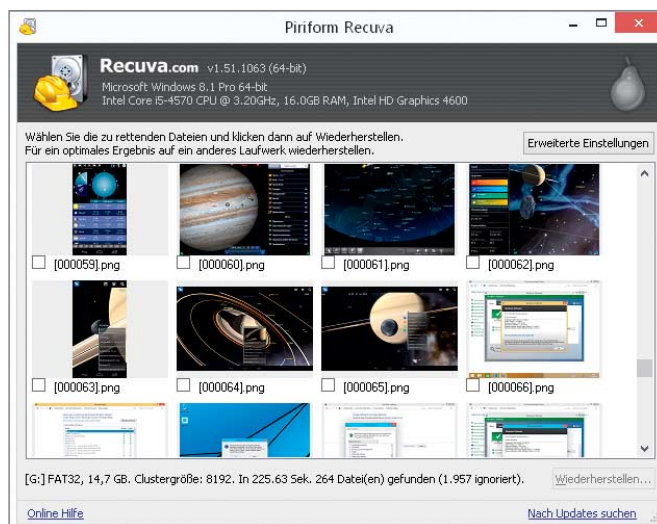 Piriform Recuva
Recuva.com v1.51.1063 (64-bit)
Microsoft Windows 8.1 Pro 64-bit
Intel Core i5-4570 CPU @ 3.20GHz, 16.0GB RAM, Intel HD Graphics 4600
Wählen Sie die zu rettenden Dateien und klicken dann auf Wiederherstellen.
Für ein optimales Ergebnis auf ein anderes Laufwerk wiederherstellen.
Erweiterte Einstellungen
[000059].png
[000060].png
[000061].png
[000062].png
[000063].png
[000064].png
[000065].png
[000066].png
[G:] FAT32, 14,7 GB. Clustergröße: 8192. In 225.63 Sek. 264 Datei(en) gefunden (1.957 ignoriert).
Wiederherstellen...
Online Hilfe
Nach Updates suchen